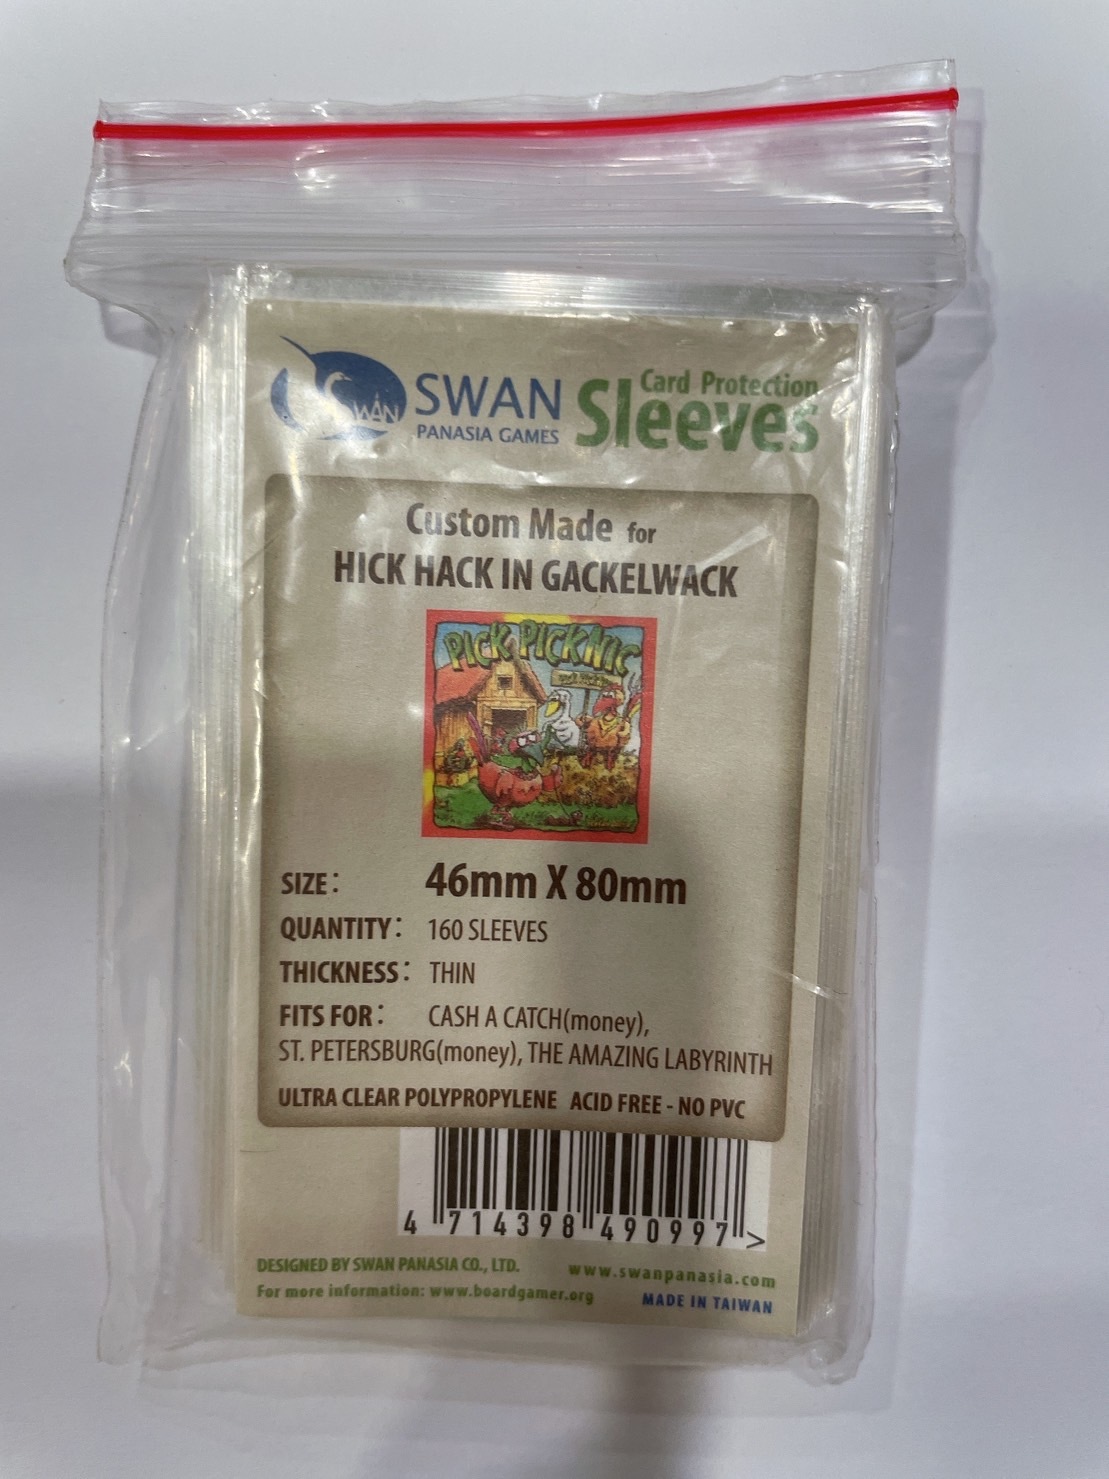 SWAN
SWAN
PANASIA GAMES
Card Protection
Sleeves
Custom Made for
HICK HACK IN GACKELWACK
PICK PICKNIC
SIZE: 46mm X 80mm
QUANTITY: 160 SLEEVES
THICKNESS: THIN
FITS FOR: CASH A CATCH(money),
ST. PETERSBURG(money), THE AMAZING LABYRINTH
ULTRA CLEAR POLYPROPYLENE ACID FREE - NO PVC
4 714398 490997 >
DESIGNED BY SWAN PANASIA CO., LTD. www.swanpanasia.com
For more information: www.boardgamer.org MADE IN TAIWAN